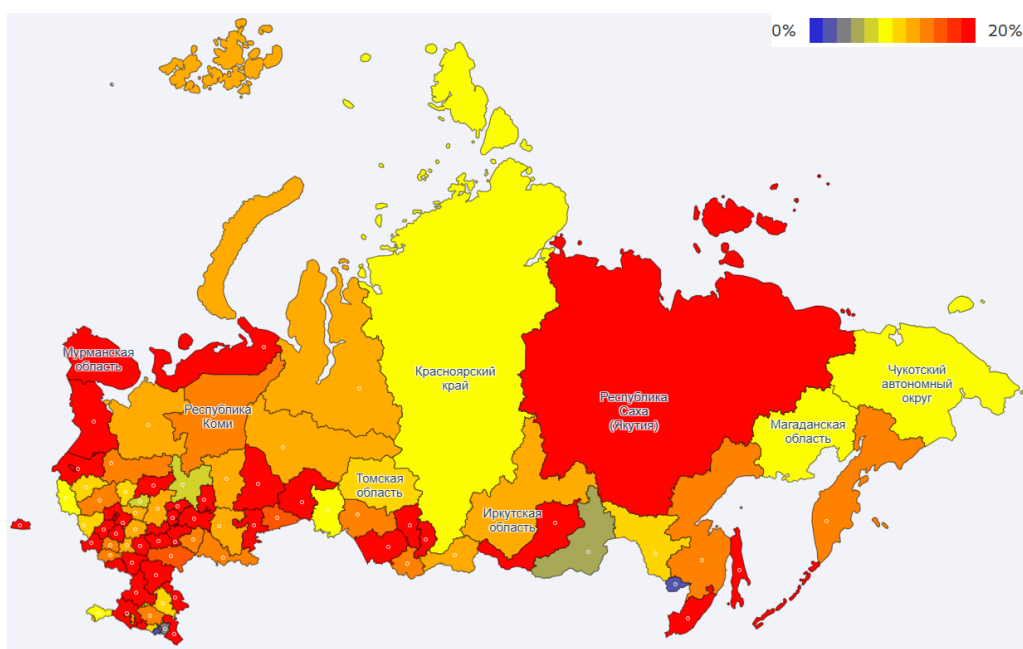 0%
20%
Мурманская
область
Республика
Коми
Красноярский
край
Томская
область
Иркутская
область
Республика
Саха
(Якутия)
Магаданская
область
Чукотский
автономный
округ